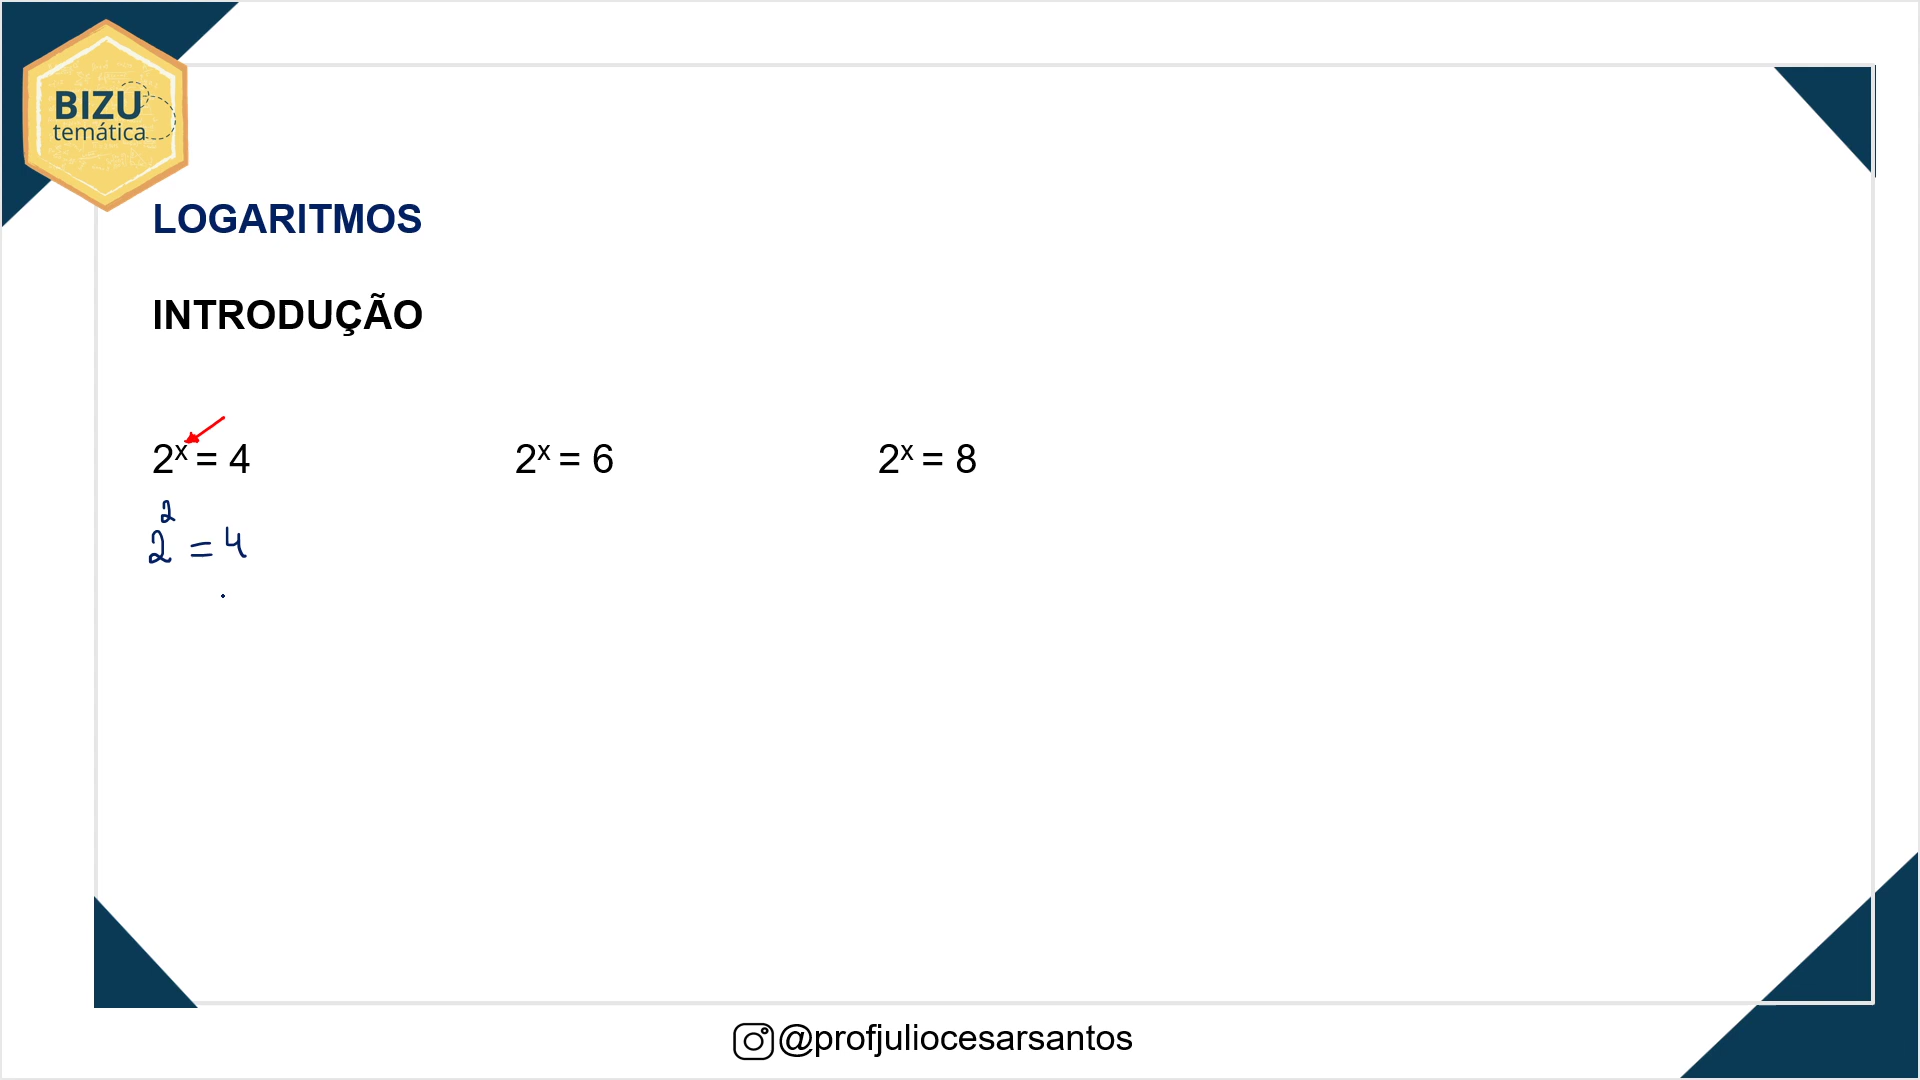 BIZU
temática
LOGARITMOS
INTRODUÇÃO
2ˣ = 4 2ˣ = 6 2ˣ = 8
2² = 4
@profjuliocesarsantos